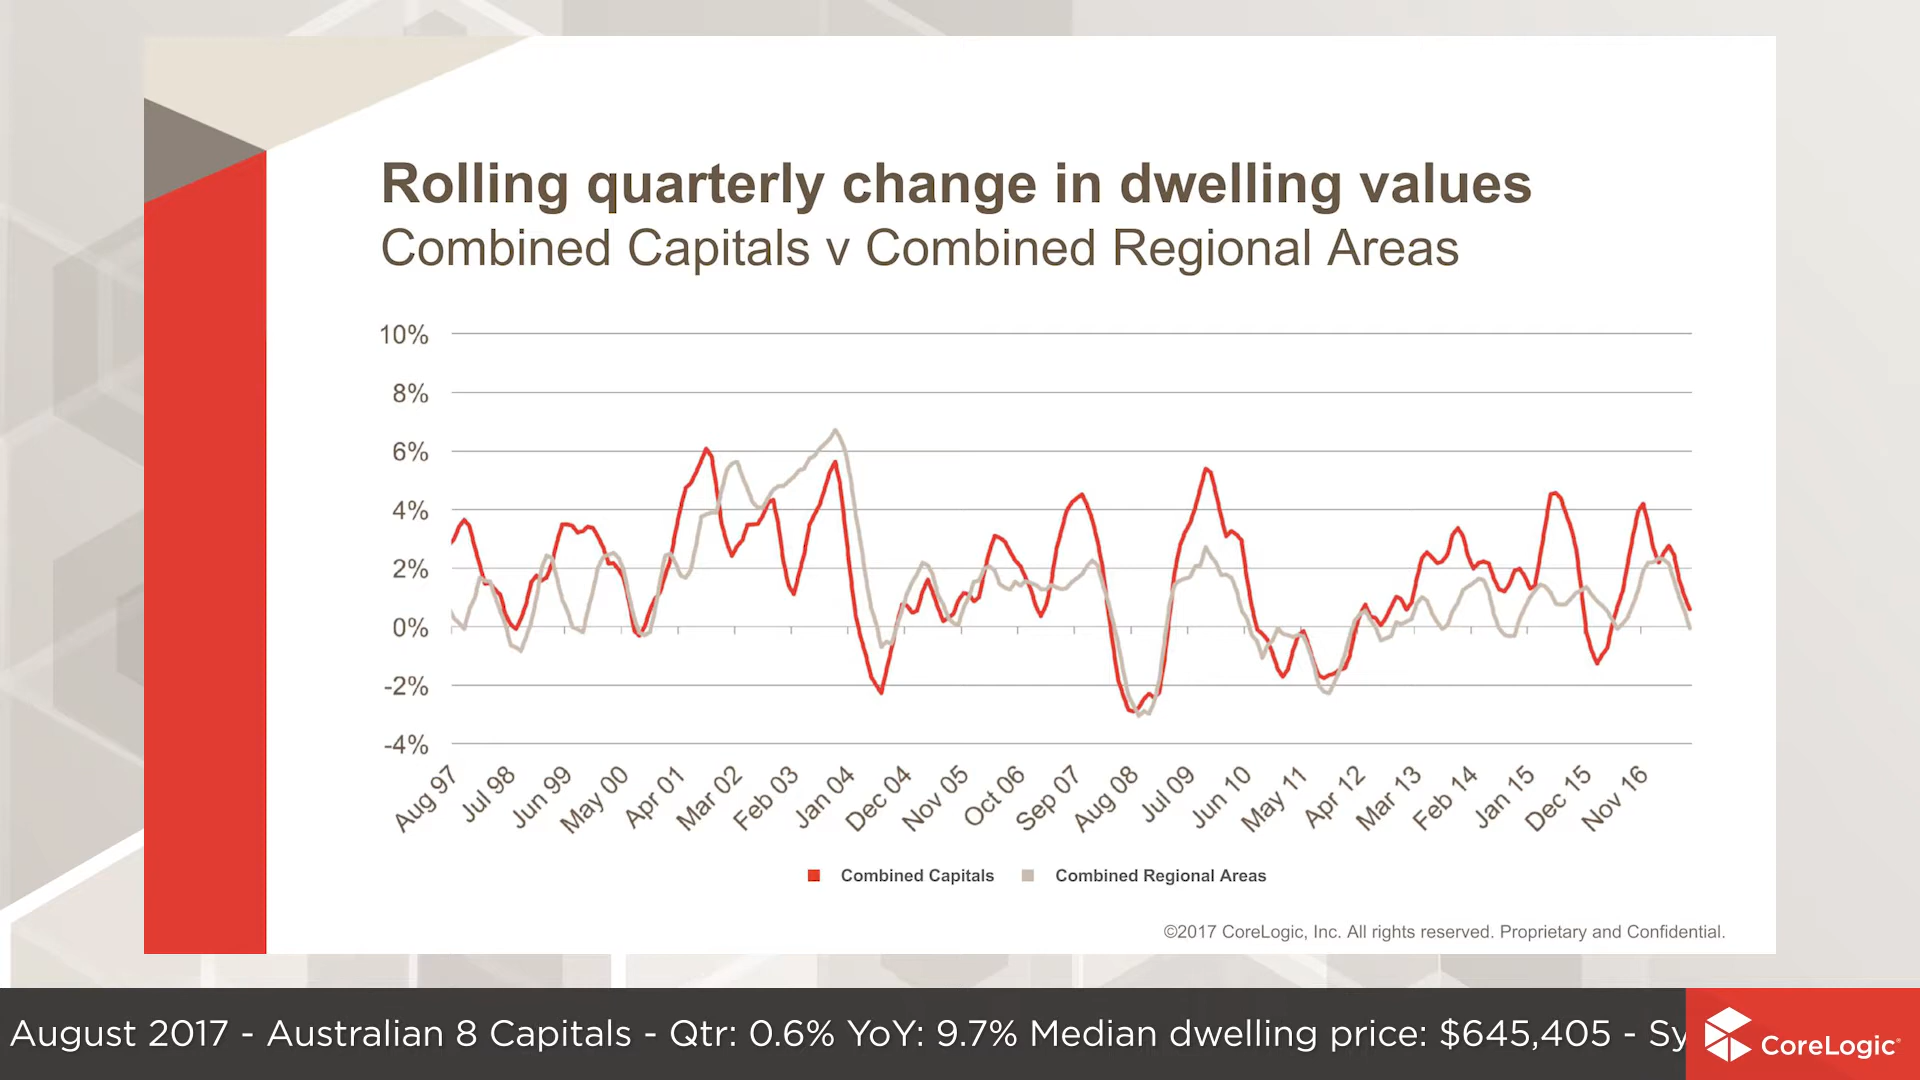 Rolling quarterly change in dwelling values
Combined Capitals v Combined Regional Areas
10%
8%
6%
4%
2%
0%
-2%
-4%
Aug 97
Jul 98
Jun 99
May 00
Apr 01
Mar 02
Feb 03
Jan 04
Dec 04
Nov 05
Oct 06
Sep 07
Aug 08
Jul 09
Jun 10
May 11
Apr 12
Mar 13
Feb 14
Jan 15
Dec 15
Nov 16
Combined Capitals
Combined Regional Areas
©2017 CoreLogic, Inc. All rights reserved. Proprietary and Confidential.
August 2017 - Australian 8 Capitals - Qtr: 0.6% YoY: 9.7% Median dwelling price: $645,405 - Sy
CoreLogic